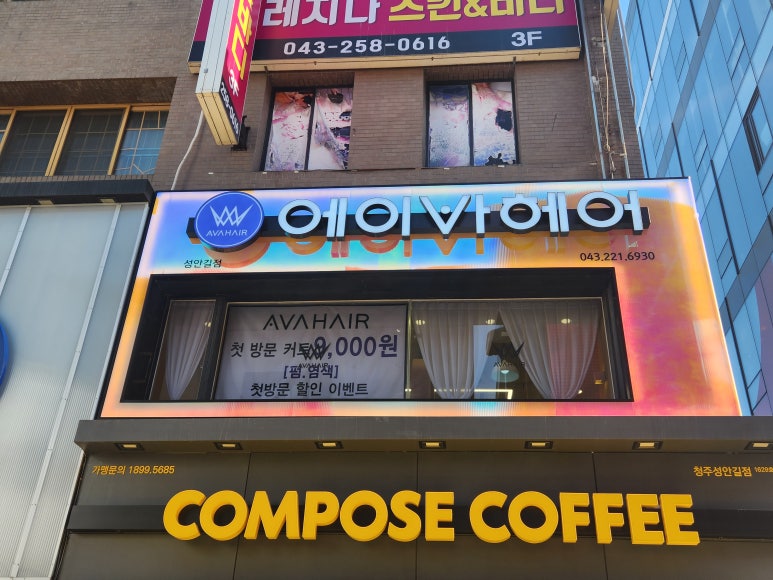 레지나 스킨&바디
043-258-0616
3F
AVAHAIR
에이바헤어
성안길점
043.221.6930
AVAHAIR
첫 방문 커트 9,000원
AVAHAIR
[펌.염색]
첫방문 할인 이벤트
가맹문의 1899.5685
청주성안길점
COMPOSE COFFEE